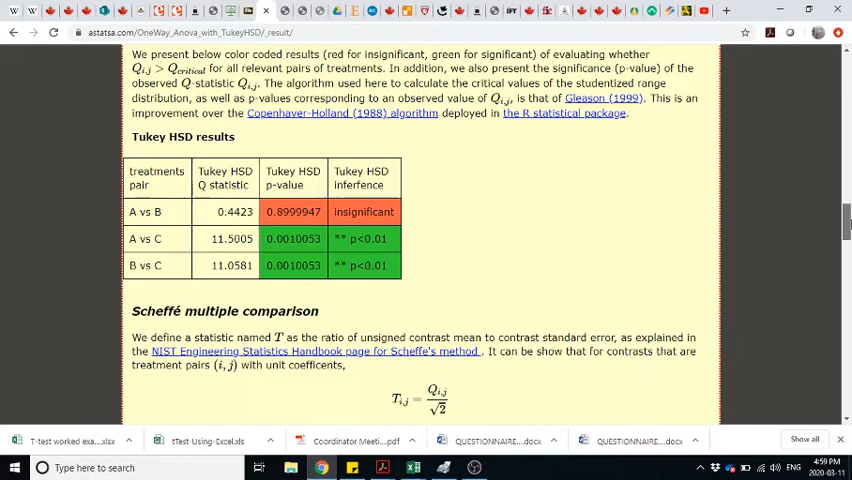 astatsa.com/OneWay_Anova_with_TukeyHSD/_result/
We present below color coded results (red for insignificant, green for significant) of evaluating whether
Qi,j > Qcritical for all relevant pairs of treatments. In addition, we also present the significance (p-value) of the
observed Q-statistic Qi,j. The algorithm used here to calculate the critical values of the studentized range
distribution, as well as p-values corresponding to an observed value of Qi,j, is that of Gleason (1999). This is an
improvement over the Copenhaver-Holland (1988) algorithm deployed in the R statistical package.
Tukey HSD results
treatments pair Tukey HSD Q statistic Tukey HSD p-value Tukey HSD inferfence
A vs B 0.4423 0.8999947 insignificant
A vs C 11.5005 0.0010053 ** p<0.01
B vs C 11.0581 0.0010053 ** p<0.01
Scheffé multiple comparison
We define a statistic named T as the ratio of unsigned contrast mean to contrast standard error, as explained in
the NIST Engineering Statistics Handbook page for Scheffe's method . It can be show that for contrasts that are
treatment pairs (i, j) with unit coefficents,
Ti,j = Qi,j / √2
T-test worked exa....xlsx tTest-Using-Excel.xls Coordinator Meeti....pdf QUESTIONNAIRE....docx QUESTIONNAIRE....docx Show all
Type here to search
ENG
4:59 PM
2020-03-11